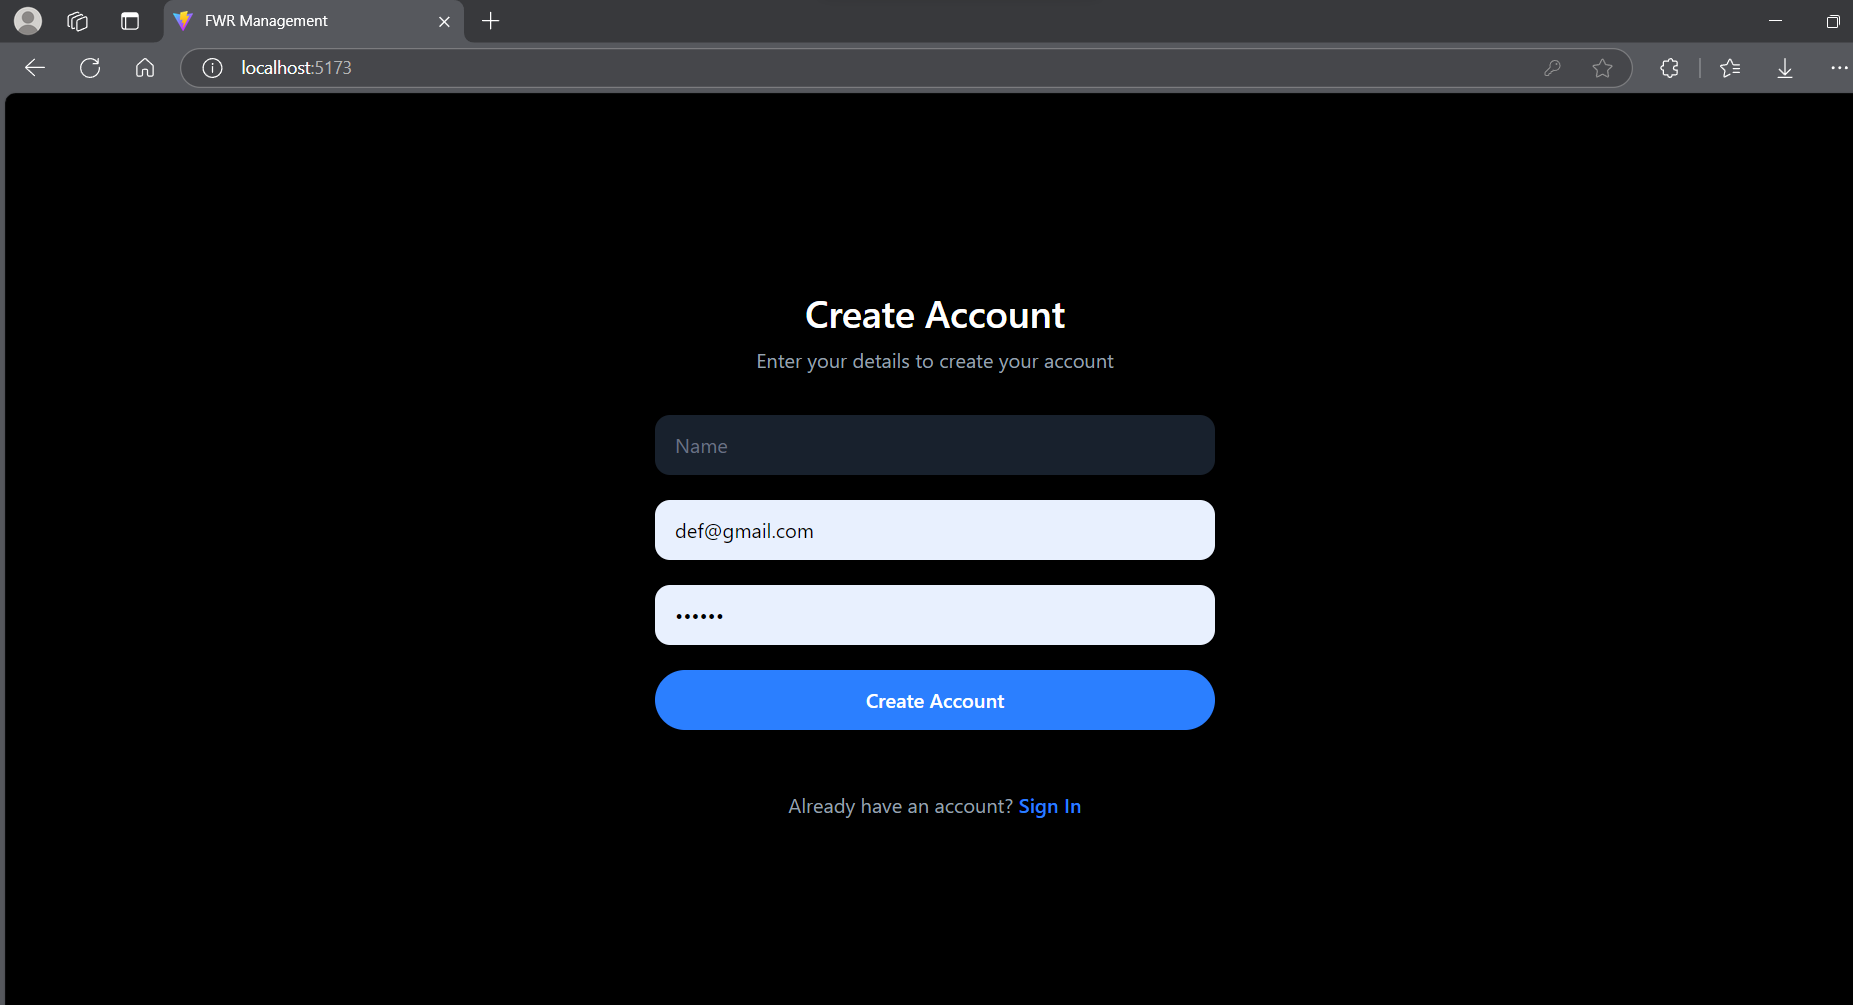 FWR Management
localhost:5173
Create Account
Enter your details to create your account
Name
def@gmail.com
••••••
Create Account
Already have an account? Sign In